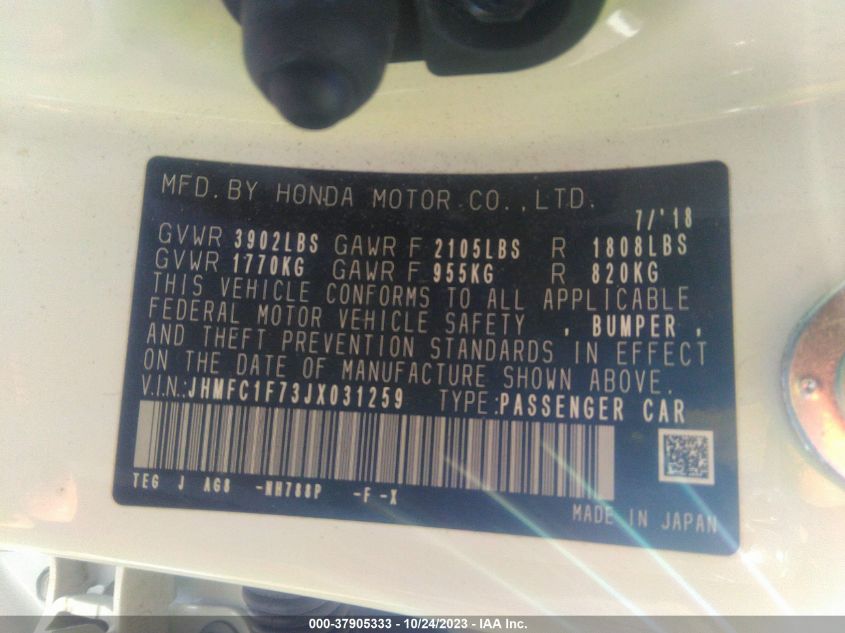 MFD. BY HONDA MOTOR CO., LTD.
7/'18
GVWR 3902LBS GAWR F 2105LBS R 1808LBS
GVWR 1770KG GAWR F 955KG R 820KG
THIS VEHICLE CONFORMS TO ALL APPLICABLE
FEDERAL MOTOR VEHICLE SAFETY , BUMPER ,
AND THEFT PREVENTION STANDARDS IN EFFECT
ON THE DATE OF MANUFACTURE SHOWN ABOVE.
V.I.N.:JHMFC1F73JX031259 TYPE:PASSENGER CAR
TEG J AG8 -NH788P -F -X
MADE IN JAPAN
000-37905333 - 10/24/2023 - IAA Inc.